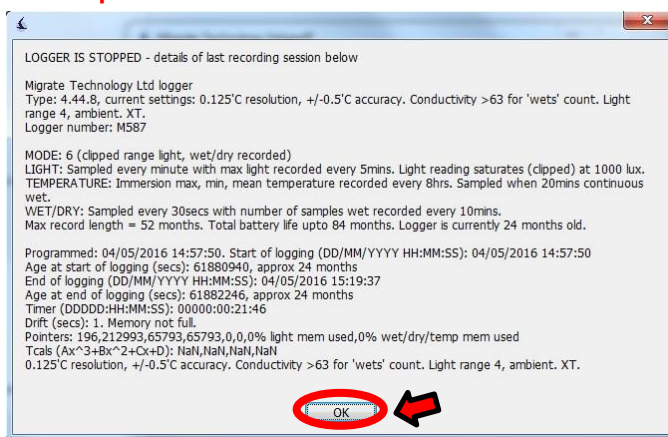 LOGGER IS STOPPED - details of last recording session below
Migrate Technology Ltd logger
Type: 4.44.8, current settings: 0.125'C resolution, +/-0.5'C accuracy. Conductivity >63 for 'wets' count. Light
range 4, ambient. XT.
Logger number: M587
MODE: 6 (clipped range light, wet/dry recorded)
LIGHT: Sampled every minute with max light recorded every 5mins. Light reading saturates (clipped) at 1000 lux.
TEMPERATURE: Immersion max, min, mean temperature recorded every 8hrs. Sampled when 20mins continuous
wet.
WET/DRY: Sampled every 30secs with number of samples wet recorded every 10mins.
Max record length = 52 months. Total battery life upto 84 months. Logger is currently 24 months old.
Programmed: 04/05/2016 14:57:50. Start of logging (DD/MM/YYYY HH:MM:SS): 04/05/2016 14:57:50
Age at start of logging (secs): 61880940, approx 24 months
End of logging (DD/MM/YYYY HH:MM:SS): 04/05/2016 15:19:37
Age at end of logging (secs): 61882246, approx 24 months
Timer (DDDDD:HH:MM:SS): 00000:00:21:46
Drift (secs): 1. Memory not full.
Pointers: 196,212993,65793,65793,0,0,0% light mem used,0% wet/dry/temp mem used
Tcals (Ax^3+Bx^2+Cx+D): NaN,NaN,NaN,NaN
0.125'C resolution, +/-0.5'C accuracy. Conductivity >63 for 'wets' count. Light range 4, ambient. XT.
OK